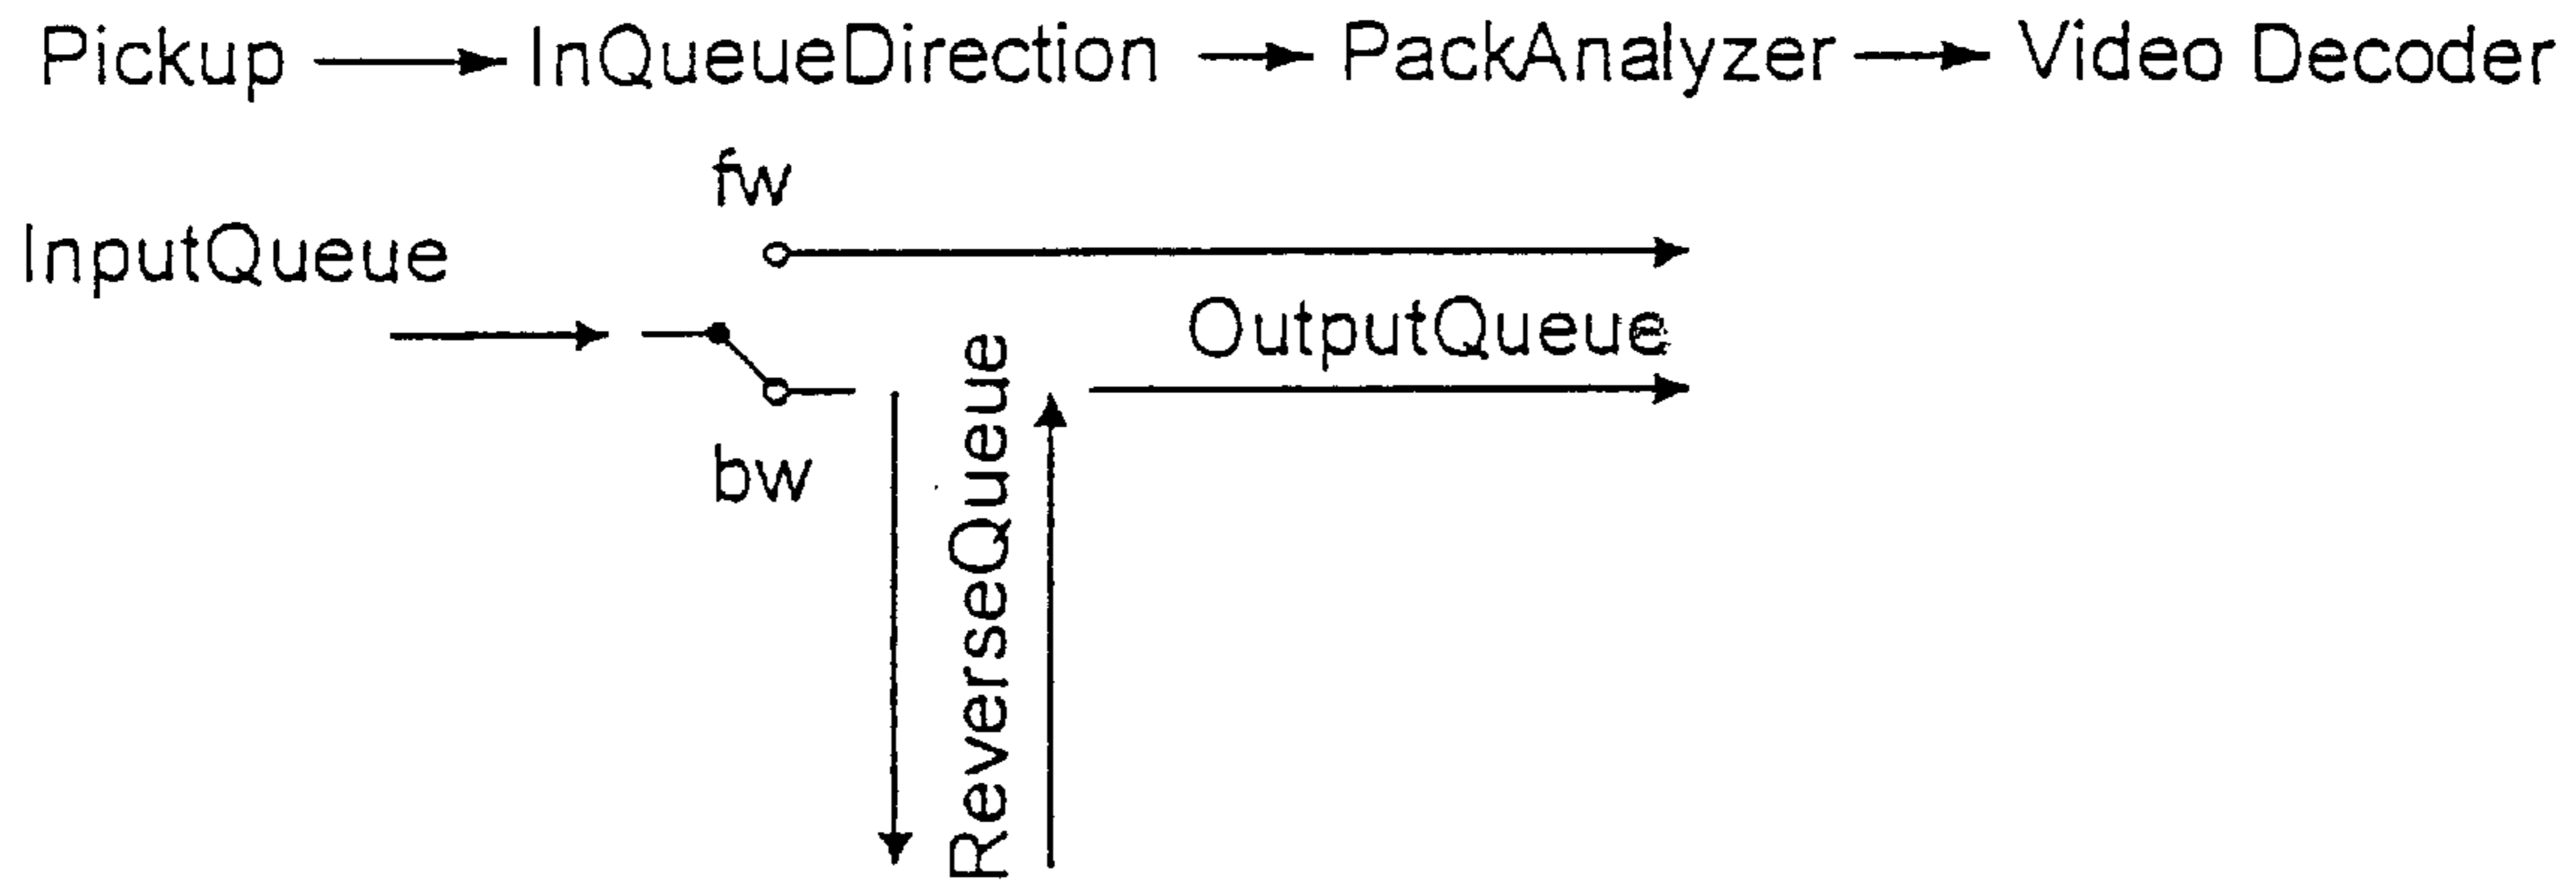 Pickup InQueueDirection PackAnalyzer Video Decoder
fw
InputQueue
OutputQueue
bw
ReverseQueue